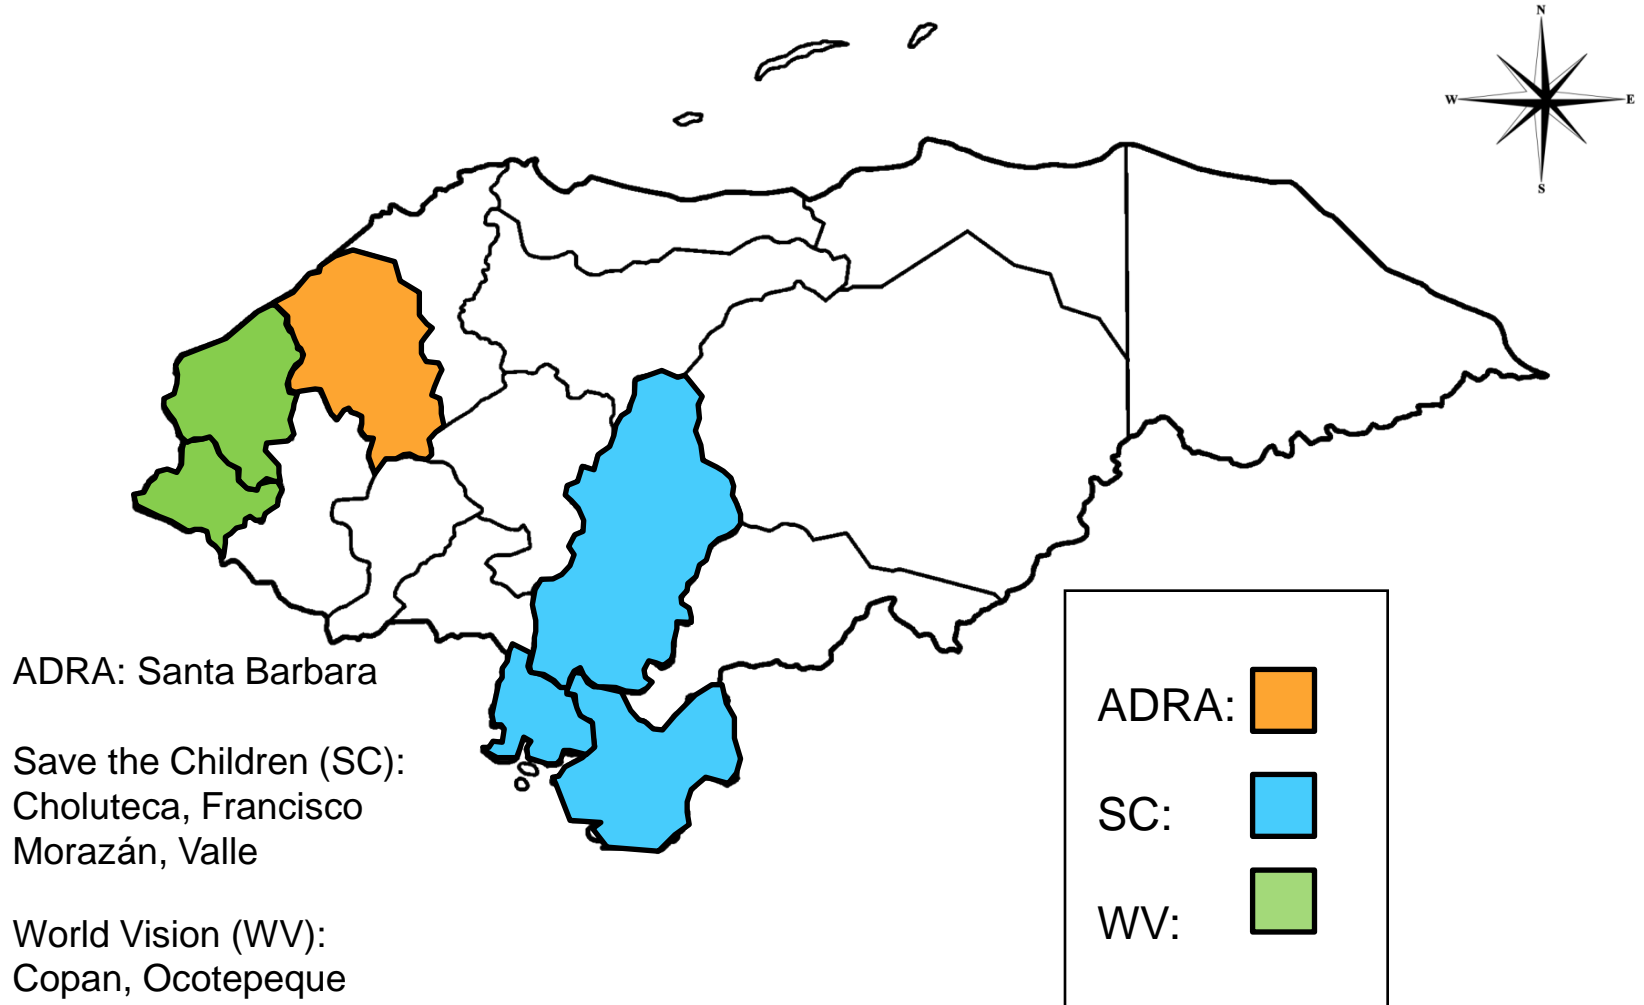 N
W
E
S
ADRA: Santa Barbara
Save the Children (SC):
Choluteca, Francisco
Morazán, Valle
World Vision (WV):
Copan, Ocotepeque
ADRA:
SC:
WV: